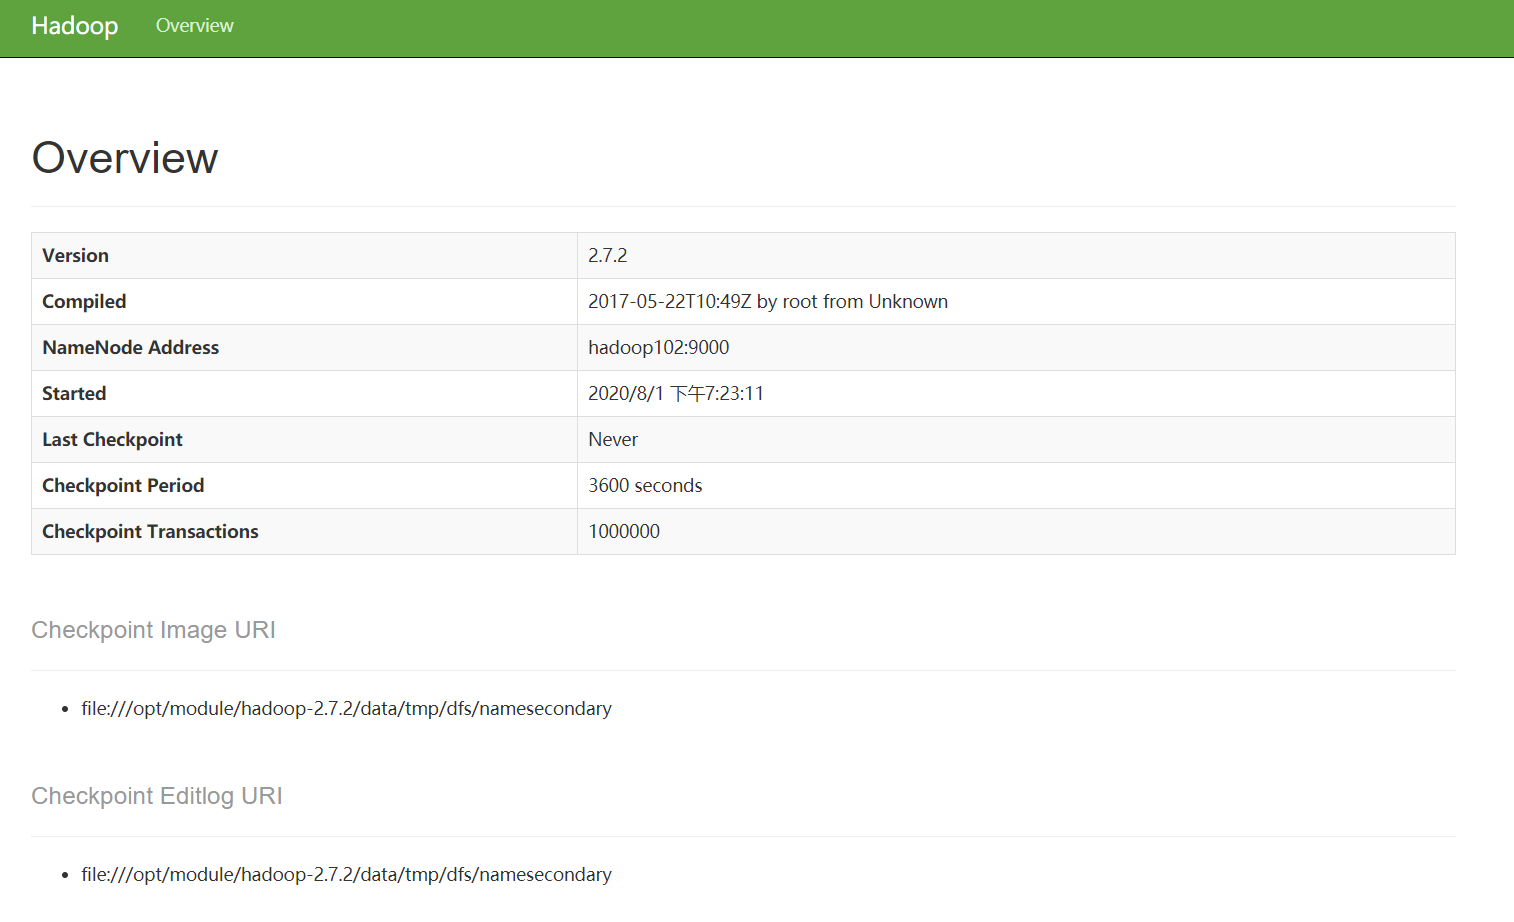 Hadoop Overview
Overview
Version 2.7.2
Compiled 2017-05-22T10:49Z by root from Unknown
NameNode Address hadoop102:9000
Started 2020/8/1 下午7:23:11
Last Checkpoint Never
Checkpoint Period 3600 seconds
Checkpoint Transactions 1000000
Checkpoint Image URI
• file:///opt/module/hadoop-2.7.2/data/tmp/dfs/namesecondary
Checkpoint Editlog URI
• file:///opt/module/hadoop-2.7.2/data/tmp/dfs/namesecondary